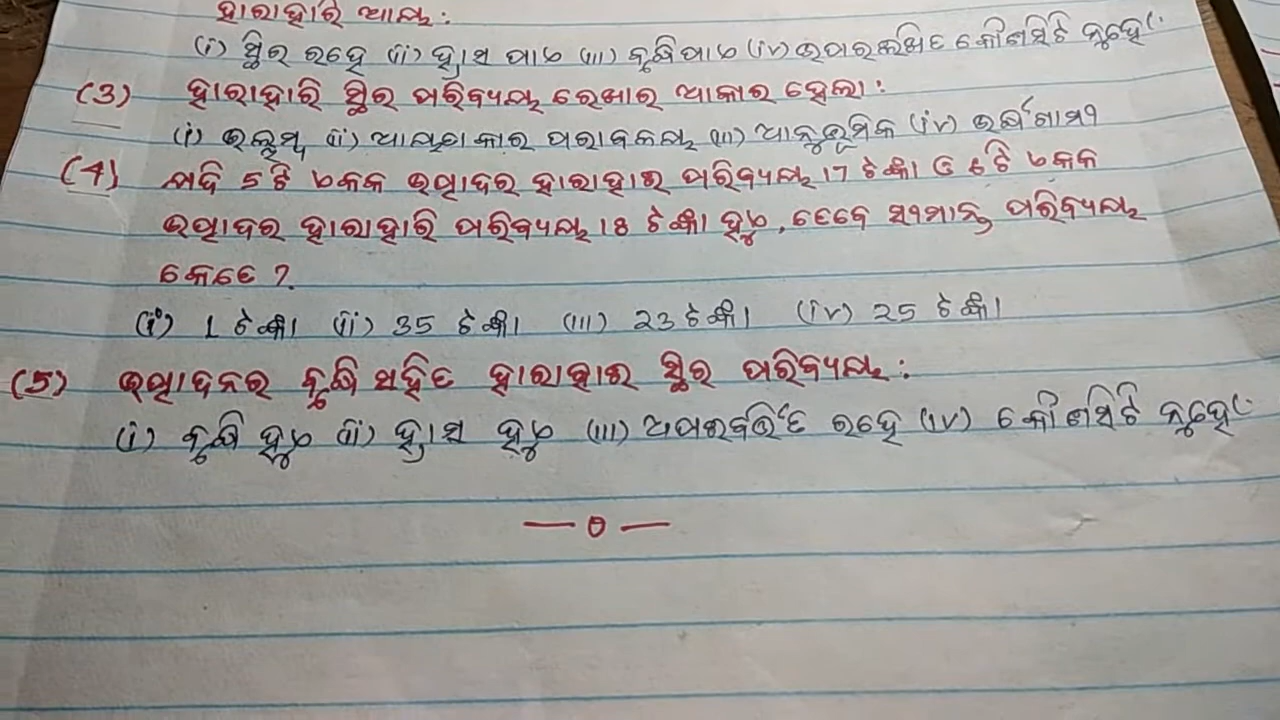 ହାରାହାରି ଆୟ :
(i) ସ୍ଥିର ରହେ (ii) ହ୍ରାସ ପାଏ (iii) ବୃଦ୍ଧିପାଏ (iv) ଉପରଲିଖିତ କୌଣସିଟି ନୁହେଁ
(3) ହାରାହାରି ସ୍ଥିର ପରିବ୍ୟୟ ରେଖାର ଆକାର ହେଲା :
(i) ଉଲ୍ଲମ୍ବ (ii) ଆୟତାକାର ପରାବଳୟ (iii) ଆନୁଭୂମିକ (iv) ଊର୍ଦ୍ଧଗାମୀ
(4) ଯଦି 5ଟି ଏକକ ଉତ୍ପାଦର ହାରାହାରି ପରିବ୍ୟୟ 17 ଟଙ୍କା ଓ 6ଟି ଏକକ
ଉତ୍ପାଦର ହାରାହାରି ପରିବ୍ୟୟ 18 ଟଙ୍କା ହୁଏ, ତେବେ ସୀମାନ୍ତ ପରିବ୍ୟୟ
କେତେ ?
(i) 1 ଟଙ୍କା (ii) 35 ଟଙ୍କା (iii) 23 ଟଙ୍କା (iv) 25 ଟଙ୍କା
(5) ଉତ୍ପାଦନର ବୃଦ୍ଧି ସହିତ ହାରାହାରି ସ୍ଥିର ପରିବ୍ୟୟ :
(i) ବୃଦ୍ଧି ହୁଏ (ii) ହ୍ରାସ ହୁଏ (iii) ଅପରିବର୍ତ୍ତିତ ରହେ (iv) କୌଣସିଟି ନୁହେଁ
— 0 —